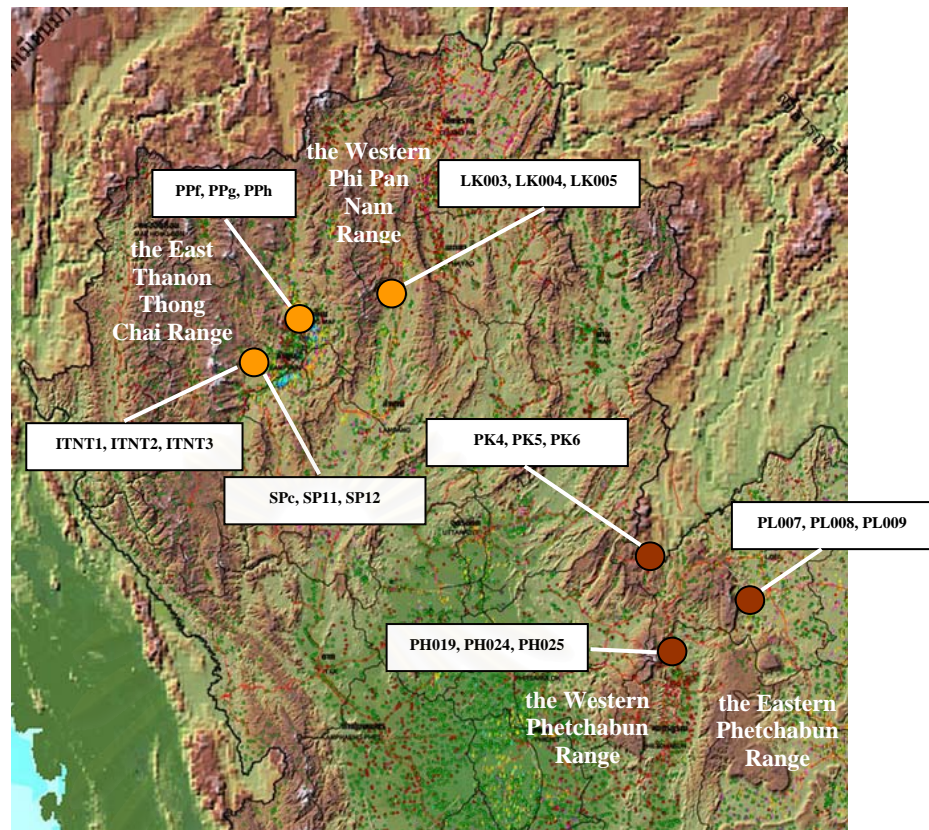 the Western
Phi Pan
Nam
Range
PPf, PPg, PPh
LK003, LK004, LK005
the East
Thanon
Thong
Chai Range
ITNT1, ITNT2, ITNT3
PK4, PK5, PK6
SPc, SP11, SP12
PL007, PL008, PL009
PH019, PH024, PH025
the Western
Phetchabun
Range
the Eastern
Phetchabun
Range